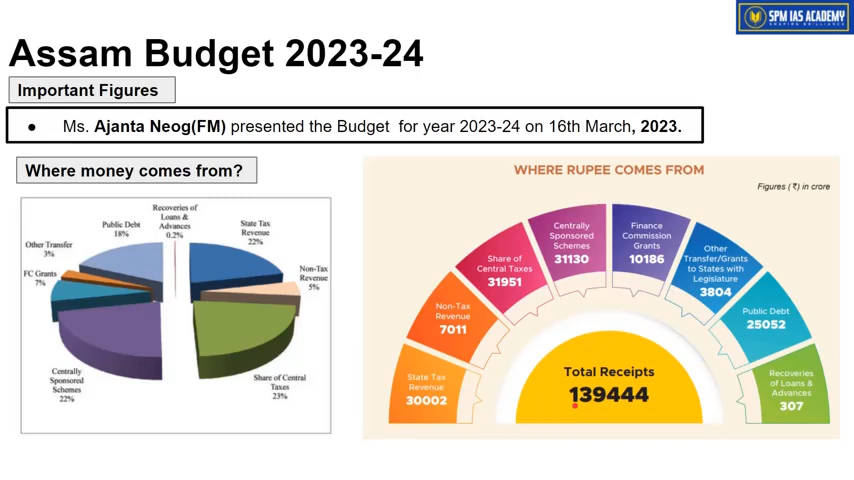 SPM IAS ACADEMY
SHAPING BRILLIANCE
Assam Budget 2023-24
Important Figures
● Ms. Ajanta Neog(FM) presented the Budget for year 2023-24 on 16th March, 2023.
Where money comes from?
Recoveries of
Loans &
Advances
0.2%
Public Debt
18%
State Tax
Revenue
22%
Other Transfer
3%
FC Grants
7%
Non-Tax
Revenue
5%
Centrally
Sponsored
Schemes
22%
Share of Central
Taxes
23%
WHERE RUPEE COMES FROM
Figures (₹) in crore
State Tax
Revenue
30002
Non-Tax
Revenue
7011
Share of
Central Taxes
31951
Centrally
Sponsored
Schemes
31130
Finance
Commission
Grants
10186
Other
Transfer/Grants
to States with
Legislature
3804
Public Debt
25052
Recoveries
of Loans &
Advances
307
Total Receipts
139444